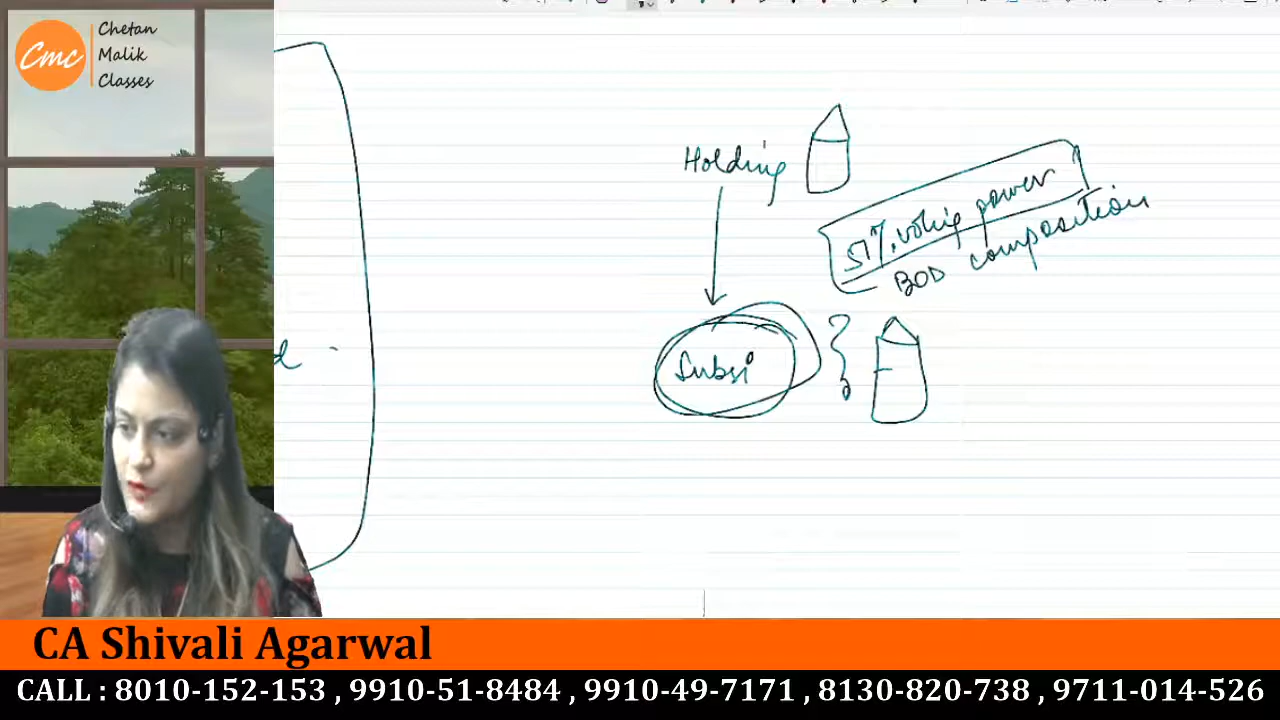 Cmc
Chetan
Malik
Classes
Holding
51% voting power
BOD composition
Subsi
CA Shivali Agarwal
CALL : 8010-152-153 , 9910-51-8484 , 9910-49-7171 , 8130-820-738 , 9711-014-526